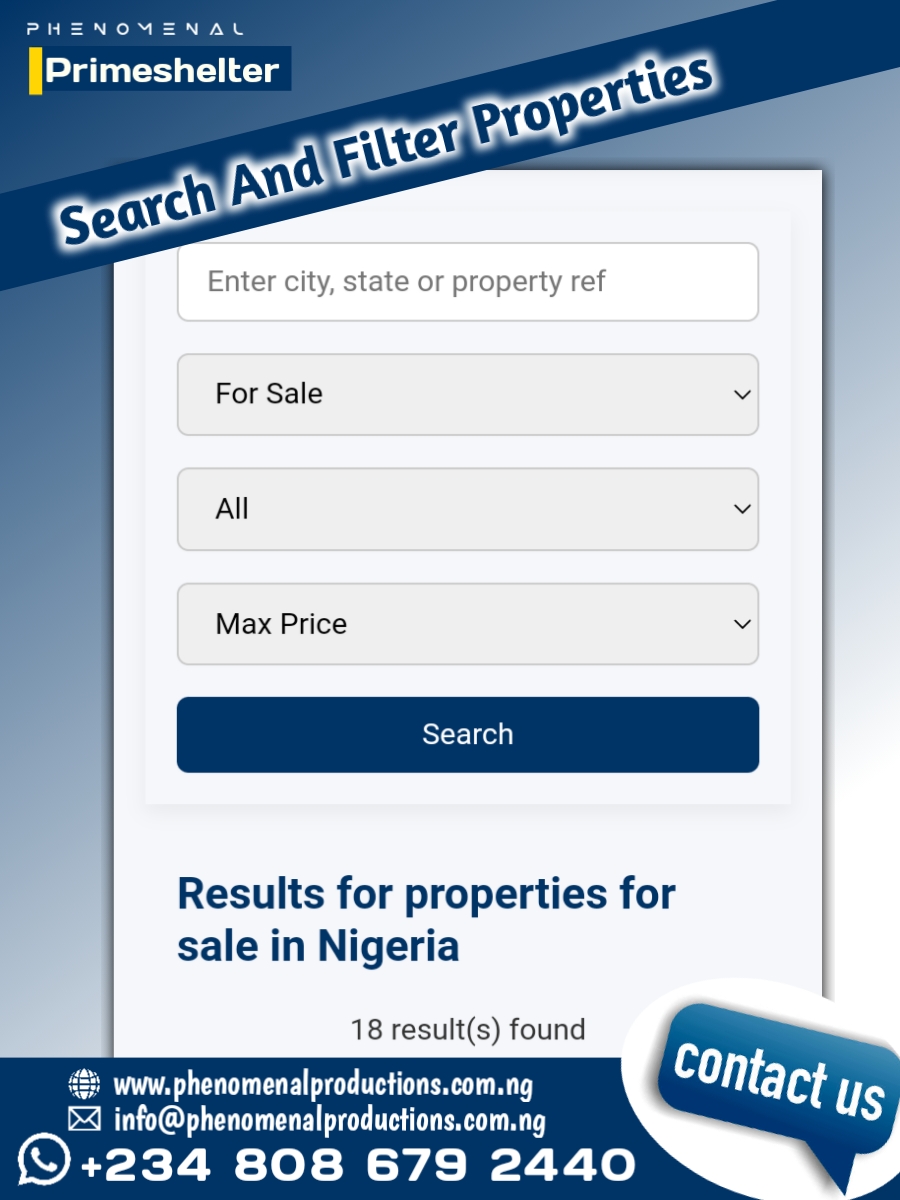 PHENOMENAL
Primeshelter
Search And Filter Properties
Enter city, state or property ref
For Sale
All
Max Price
Search
Results for properties for
sale in Nigeria
18 result(s) found
contact us
www.phenomenalproductions.com.ng
info@phenomenalproductions.com.ng
+234 808 679 2440